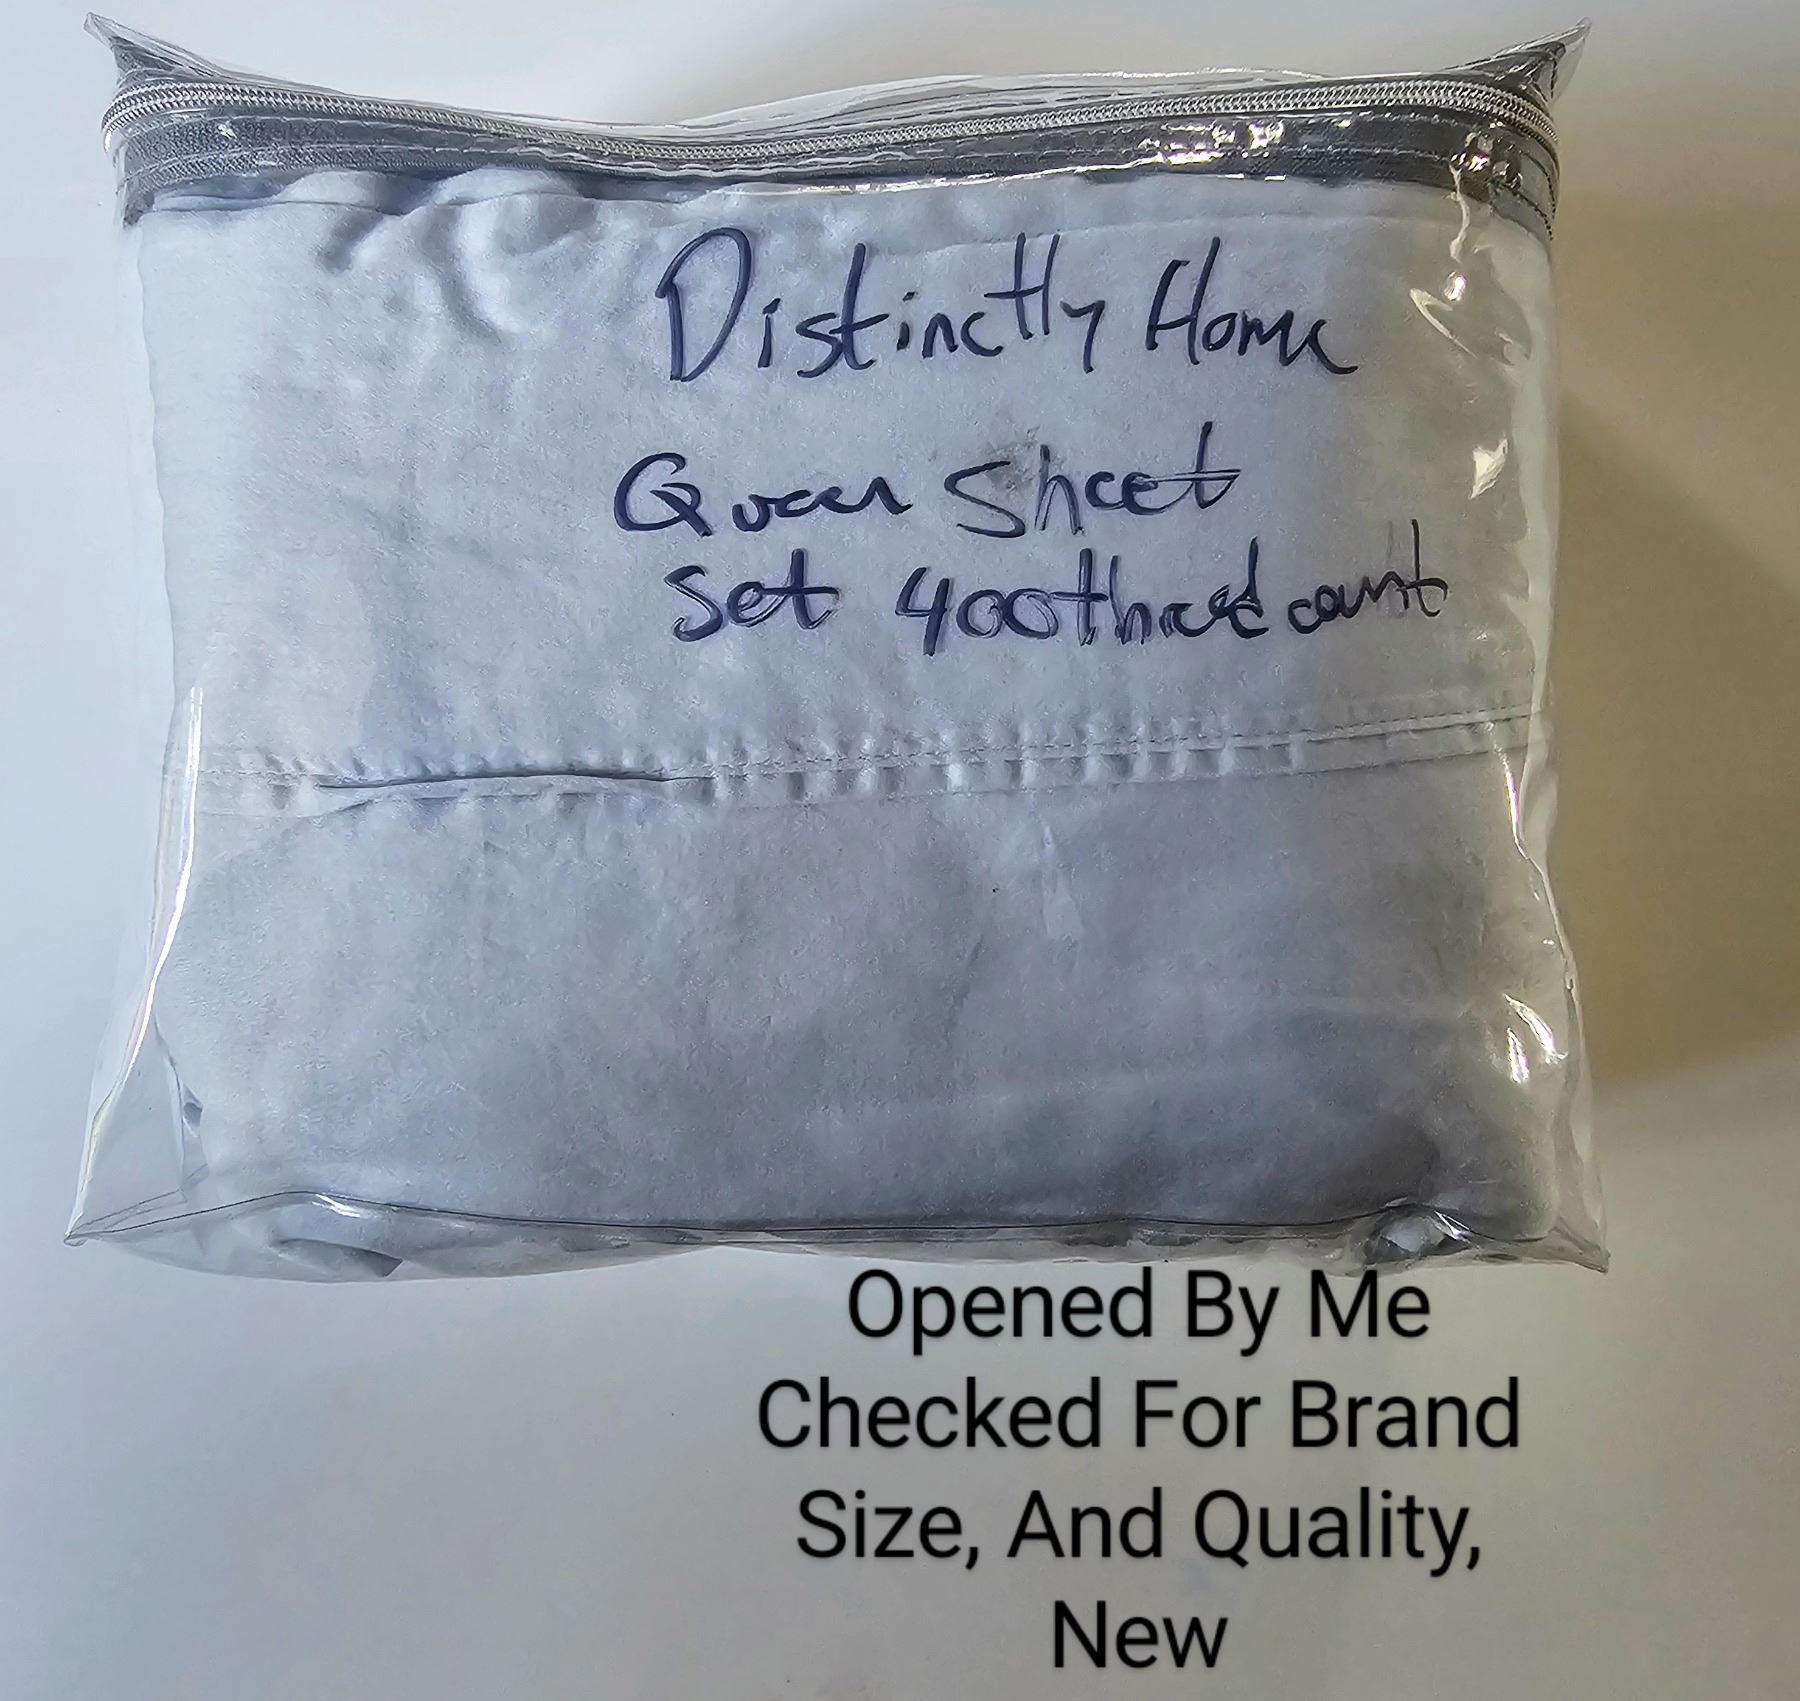 Distinctly Home
Queen Sheet
Set 400 thread count
Opened By Me
Checked For Brand
Size, And Quality,
New